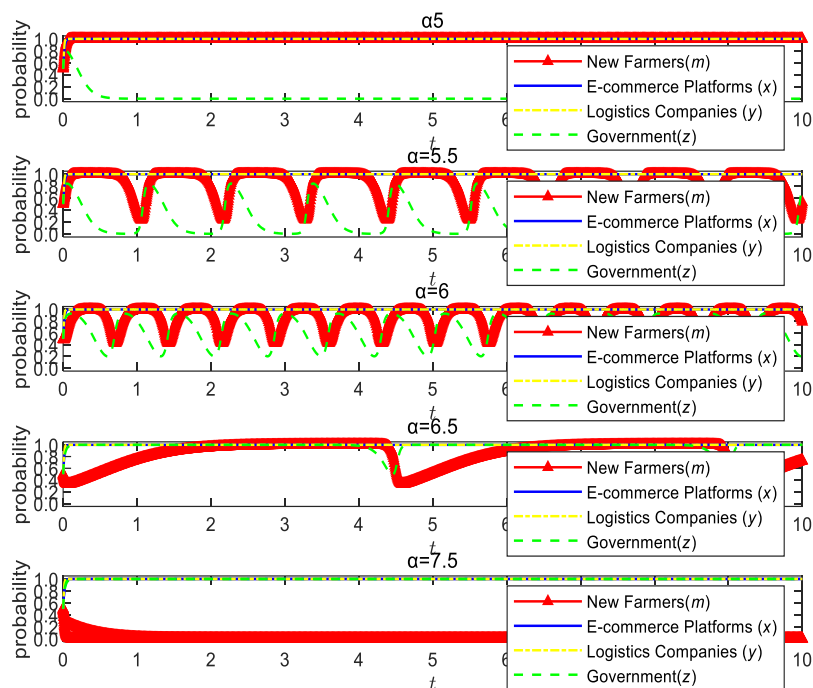 α5
probability
1.0
0.8
0.6
0.4
0.2
0.0
0 1 2 3 4 5 6 10
t
New Farmers(m)
E-commerce Platforms (x)
Logistics Companies (y)
Government(z)
α=5.5
probability
1.0
0.8
0.6
0.4
0.2
0.0
0 1 2 3 4 5 6 10
t
New Farmers(m)
E-commerce Platforms (x)
Logistics Companies (y)
Government(z)
α=6
probability
1.0
0.8
0.6
0.4
0.2
0.0
0 1 2 3 4 5 6 10
t
New Farmers(m)
E-commerce Platforms (x)
Logistics Companies (y)
Government(z)
α=6.5
probability
1.0
0.8
0.6
0.4
0.2
0.0
0 1 2 3 4 5 6 10
t
New Farmers(m)
E-commerce Platforms (x)
Logistics Companies (y)
Government(z)
α=7.5
probability
1.0
0.8
0.6
0.4
0.2
0.0
0 1 2 3 4 5 6 7 8 9 10
t
New Farmers(m)
E-commerce Platforms (x)
Logistics Companies (y)
Government(z)